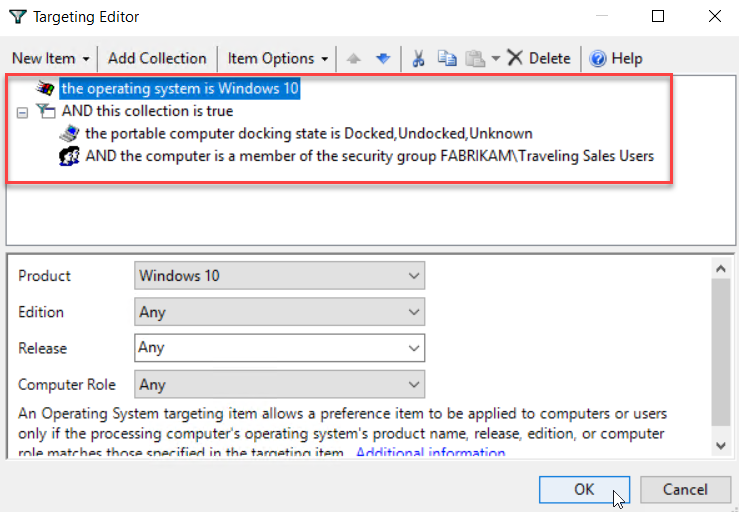 Targeting Editor
New Item Add Collection Item Options Delete Help
the operating system is Windows 10
AND this collection is true
the portable computer docking state is Docked,Undocked,Unknown
AND the computer is a member of the security group FABRIKAM\Traveling Sales Users
Product Windows 10
Edition Any
Release Any
Computer Role Any
An Operating System targeting item allows a preference item to be applied to computers or users
only if the processing computer's operating system's product name, release, edition, or computer
role matches those specified in the targeting item. Additional information
OK Cancel